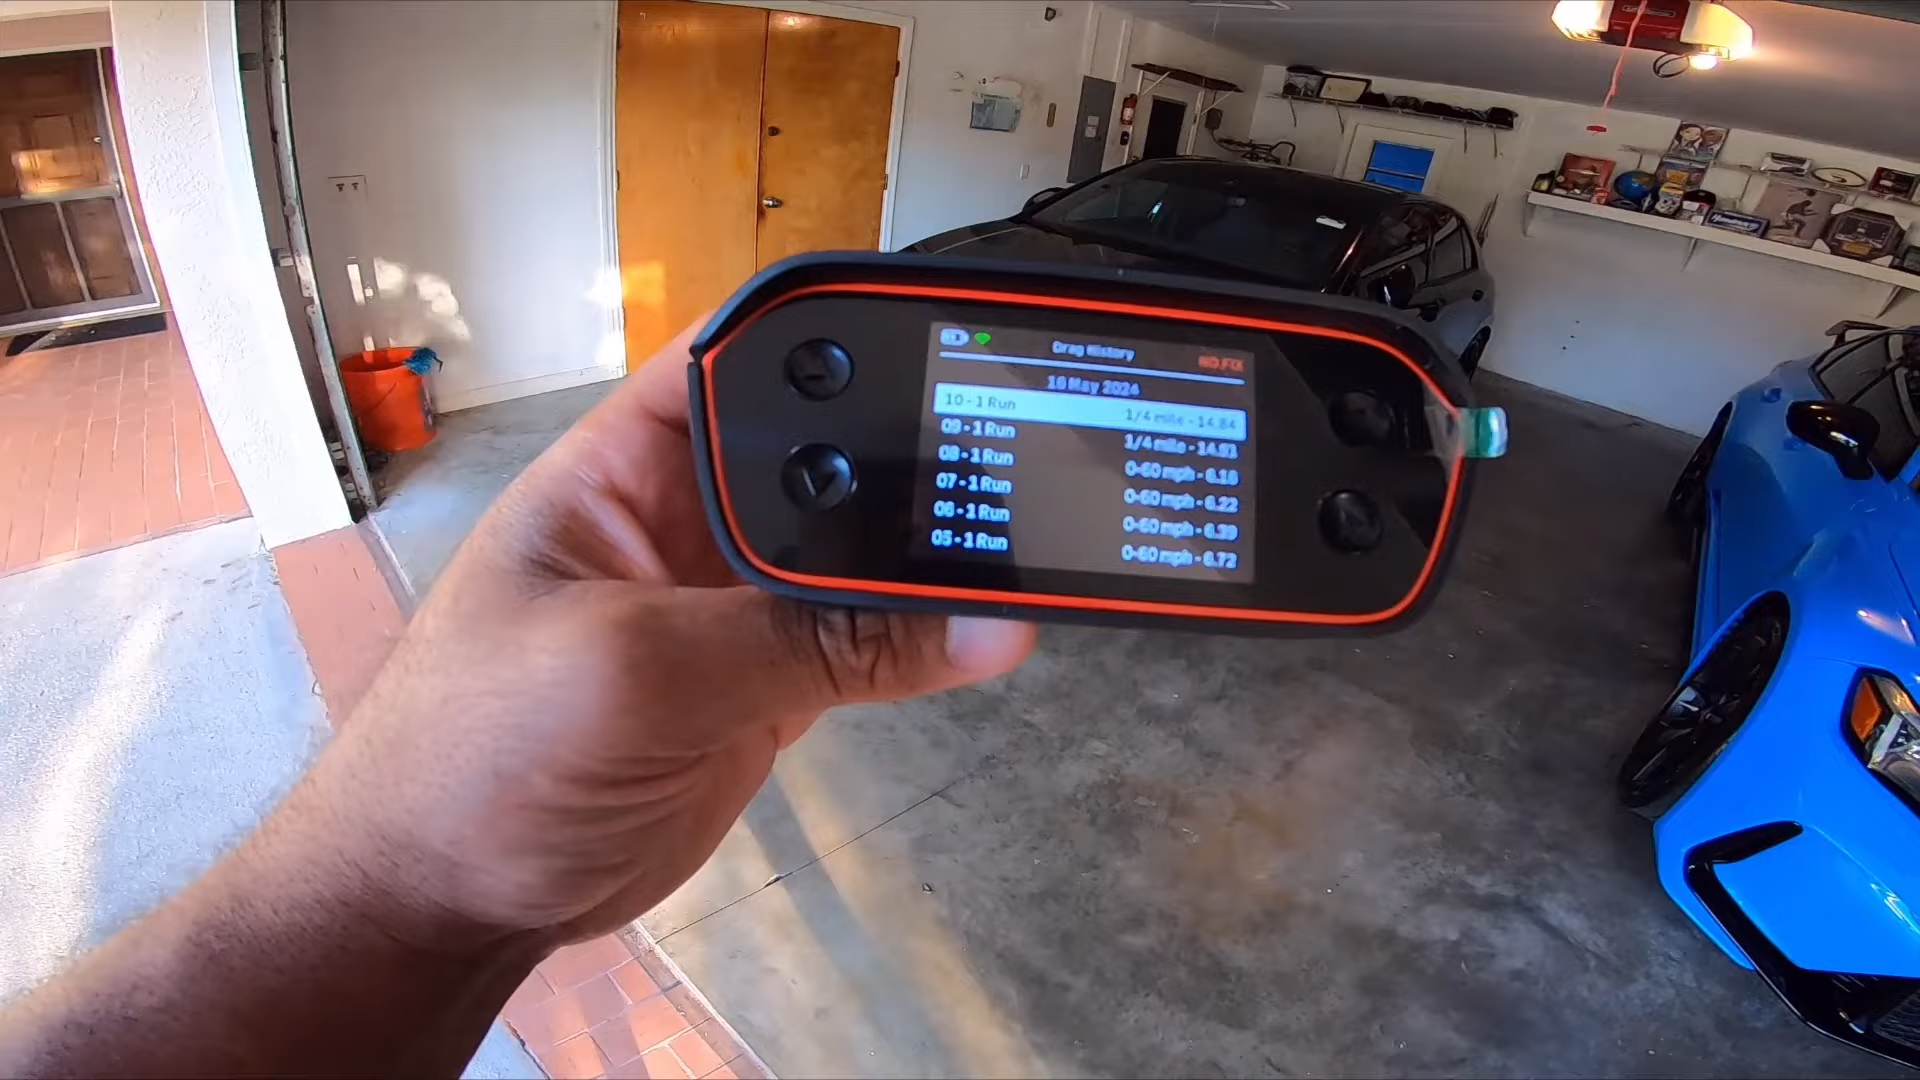 Drag History
NO FIX
16 May 2024
10 - 1 Run 1/4 mile - 14.84
09 - 1 Run 1/4 mile - 14.91
08 - 1 Run 0-60 mph - 6.18
07 - 1 Run 0-60 mph - 6.22
06 - 1 Run 0-60 mph - 6.39
05 - 1 Run 0-60 mph - 6.72